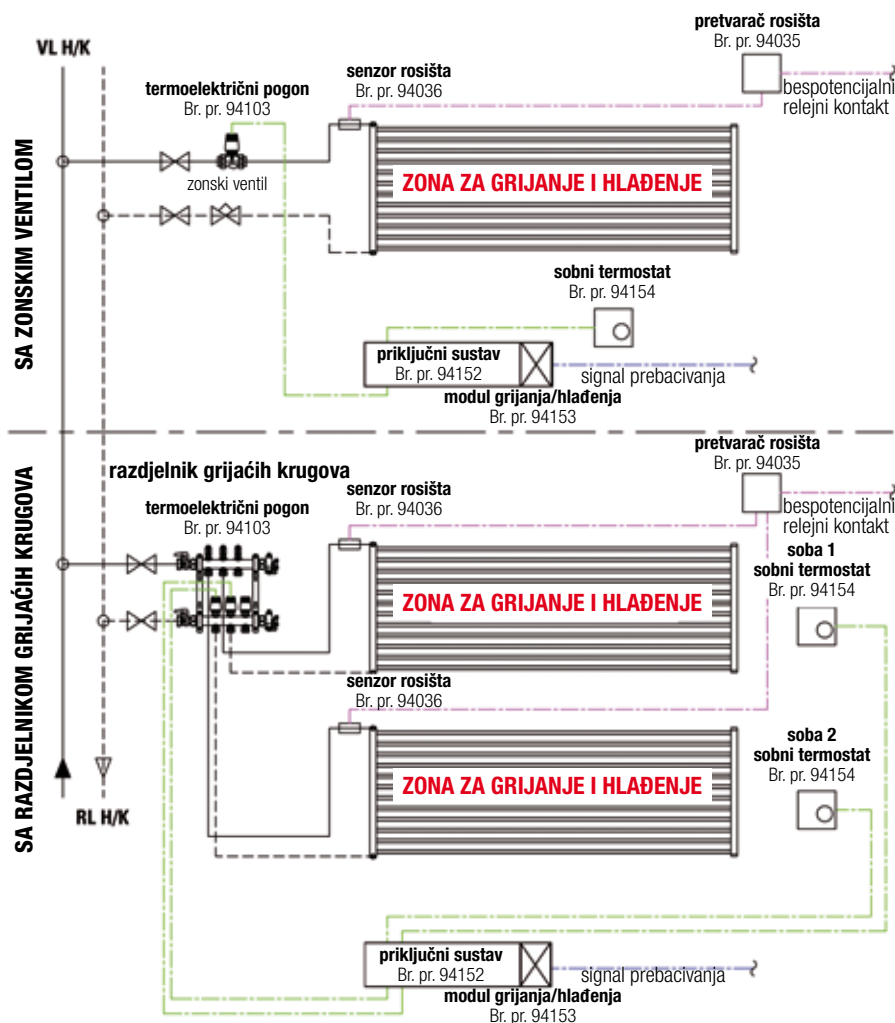 VL H/K
pretvarač rosišta
Br. pr. 94035
senzor rosišta
Br. pr. 94036
termoelektrični pogon
Br. pr. 94103
bespotencijalni
relejni kontakt
zonski ventil
ZONA ZA GRIJANJE I HLAĐENJE
SA ZONSKIM VENTILOM
sobni termostat
Br. pr. 94154
priključni sustav
Br. pr. 94152
signal prebacivanja
modul grijanja/hlađenja
Br. pr. 94153
SA RAZDJELNIKOM GRIJAĆIH KRUGOVA
razdjelnik grijaćih krugova
pretvarač rosišta
Br. pr. 94035
senzor rosišta
Br. pr. 94036
termoelektrični pogon
Br. pr. 94103
bespotencijalni
relejni kontakt
soba 1
sobni termostat
Br. pr. 94154
ZONA ZA GRIJANJE I HLAĐENJE
senzor rosišta
Br. pr. 94036
soba 2
sobni termostat
Br. pr. 94154
ZONA ZA GRIJANJE I HLAĐENJE
RL H/K
priključni sustav
Br. pr. 94152
signal prebacivanja
modul grijanja/hlađenja
Br. pr. 94153